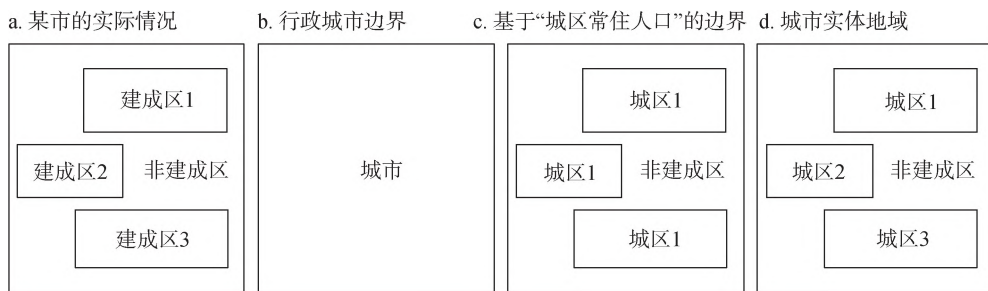 a. 某市的实际情况
建成区1
建成区2
非建成区
建成区3
b. 行政城市边界
城市
c. 基于“城区常住人口”的边界
城区1
城区1
非建成区
城区1
d. 城市实体地域
城区1
城区2
非建成区
城区3